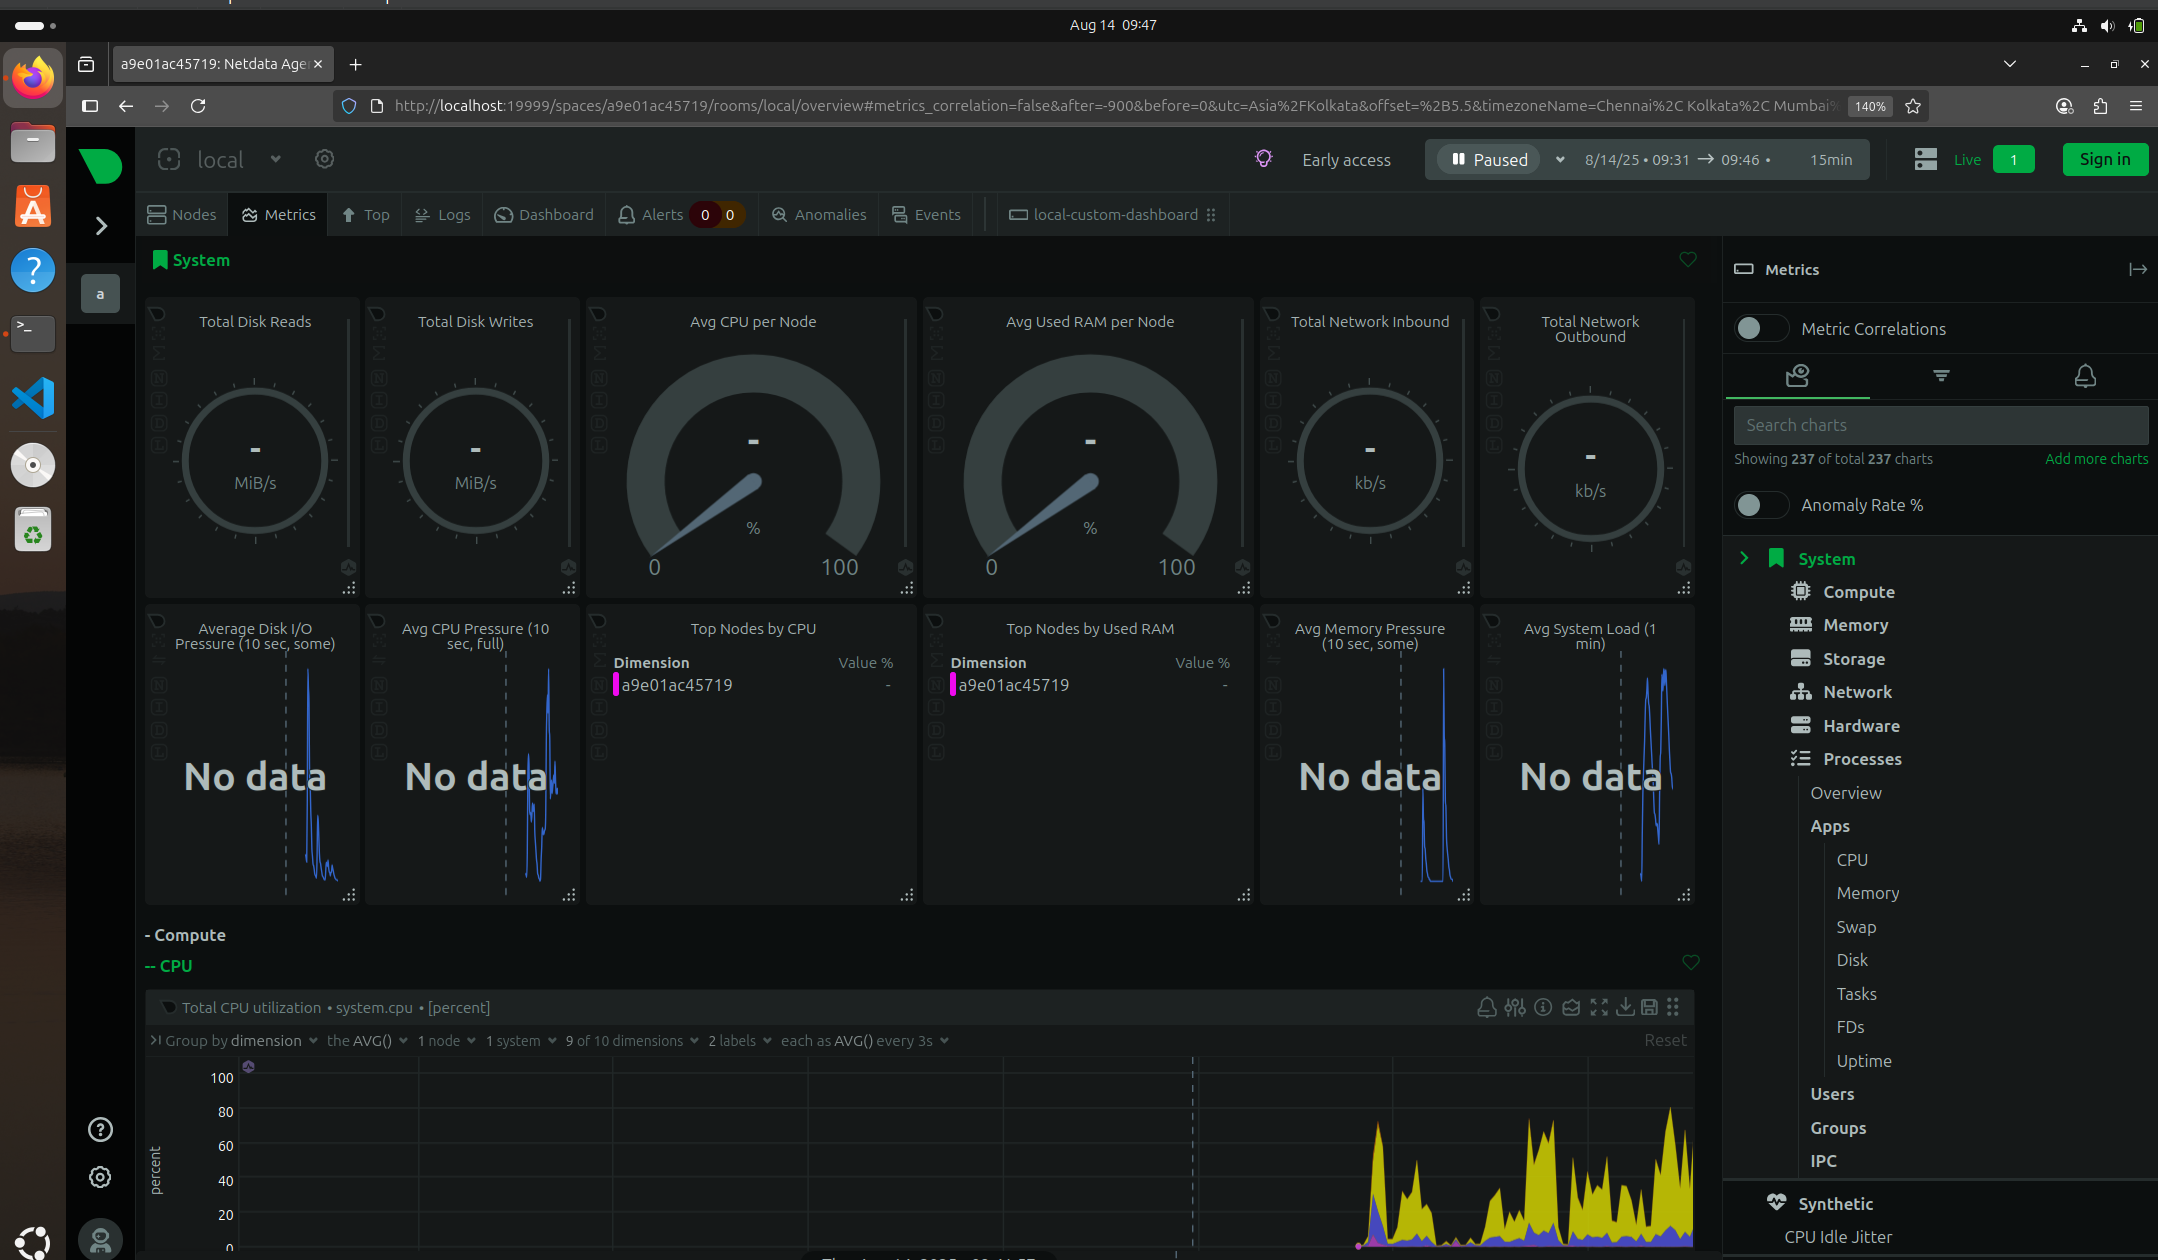 Aug 14 09:47
a9e01ac45719: Netdata Age
http://localhost:19999/spaces/a9e01ac45719/rooms/local/overview#metrics_correlation=false&after=-900&before=0&utc=Asia%2FKolkata&offset=%2B5.5&timezoneName=Chennai%2C Kolkata%2C Mumbai%
140%
local
Early access
Paused
8/14/25 • 09:31 → 09:46 •
15min
Live
1
Sign in
Nodes
Metrics
Top
Logs
Dashboard
Alerts 0 0
Anomalies
Events
local-custom-dashboard
a
System
Total Disk Reads
-
MiB/s
Total Disk Writes
-
MiB/s
Avg CPU per Node
-
%
0 100
Avg Used RAM per Node
-
%
0 100
Total Network Inbound
-
kb/s
Total Network
Outbound
-
kb/s
Average Disk I/O
Pressure (10 sec, some)
No data
Avg CPU Pressure (10
sec, full)
No data
Top Nodes by CPU
Dimension Value %
a9e01ac45719 -
Top Nodes by Used RAM
Dimension Value %
a9e01ac45719 -
Avg Memory Pressure
(10 sec, some)
No data
Avg System Load (1
min)
No data
- Compute
-- CPU
Total CPU utilization • system.cpu • [percent]
Group by dimension the AVG() 1 node 1 system 9 of 10 dimensions 2 labels each as AVG() every 3s
Reset
100
80
60
40
20
0
percent
Metrics
Metric Correlations
Search charts
Showing 237 of total 237 charts
Add more charts
Anomaly Rate %
System
Compute
Memory
Storage
Network
Hardware
Processes
Overview
Apps
CPU
Memory
Swap
Disk
Tasks
FDs
Uptime
Users
Groups
IPC
Synthetic
CPU Idle Jitter